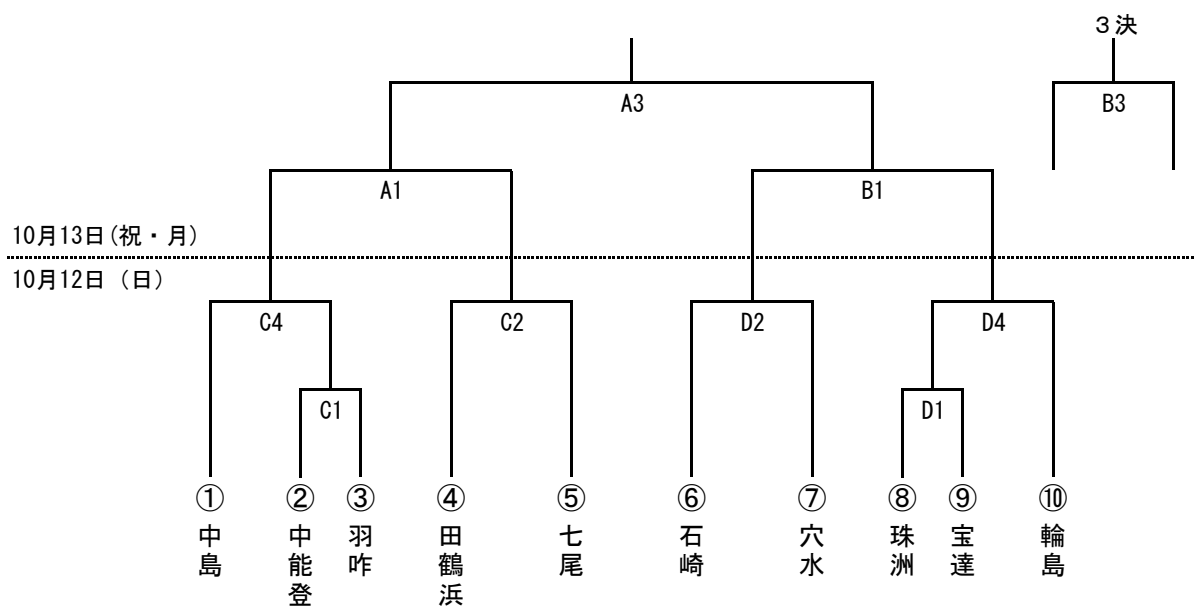 ３決
A3
B3
A1
B1
10月13日(祝・月)
10月12日（日）
C4
C2
D2
D4
C1
D1
①
②
③
④
⑤
⑥
⑦
⑧
⑨
⑩
中島
中能登
羽咋
田鶴浜
七尾
石崎
穴水
珠洲
宝達
輪島